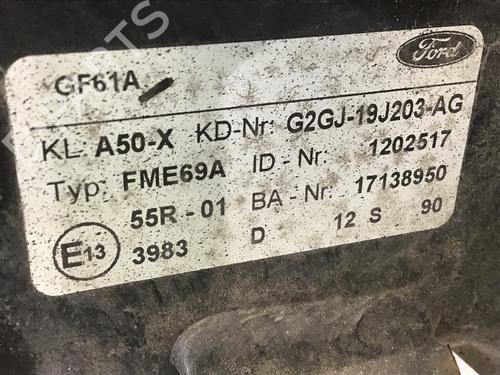 Ford
GF61A
KL: A50-X KD-Nr: G2GJ-19J203-AG
Typ: FME69A ID - Nr: 1202517
55R - 01 BA - Nr: 17138950
E13 3983 D 12 S 90